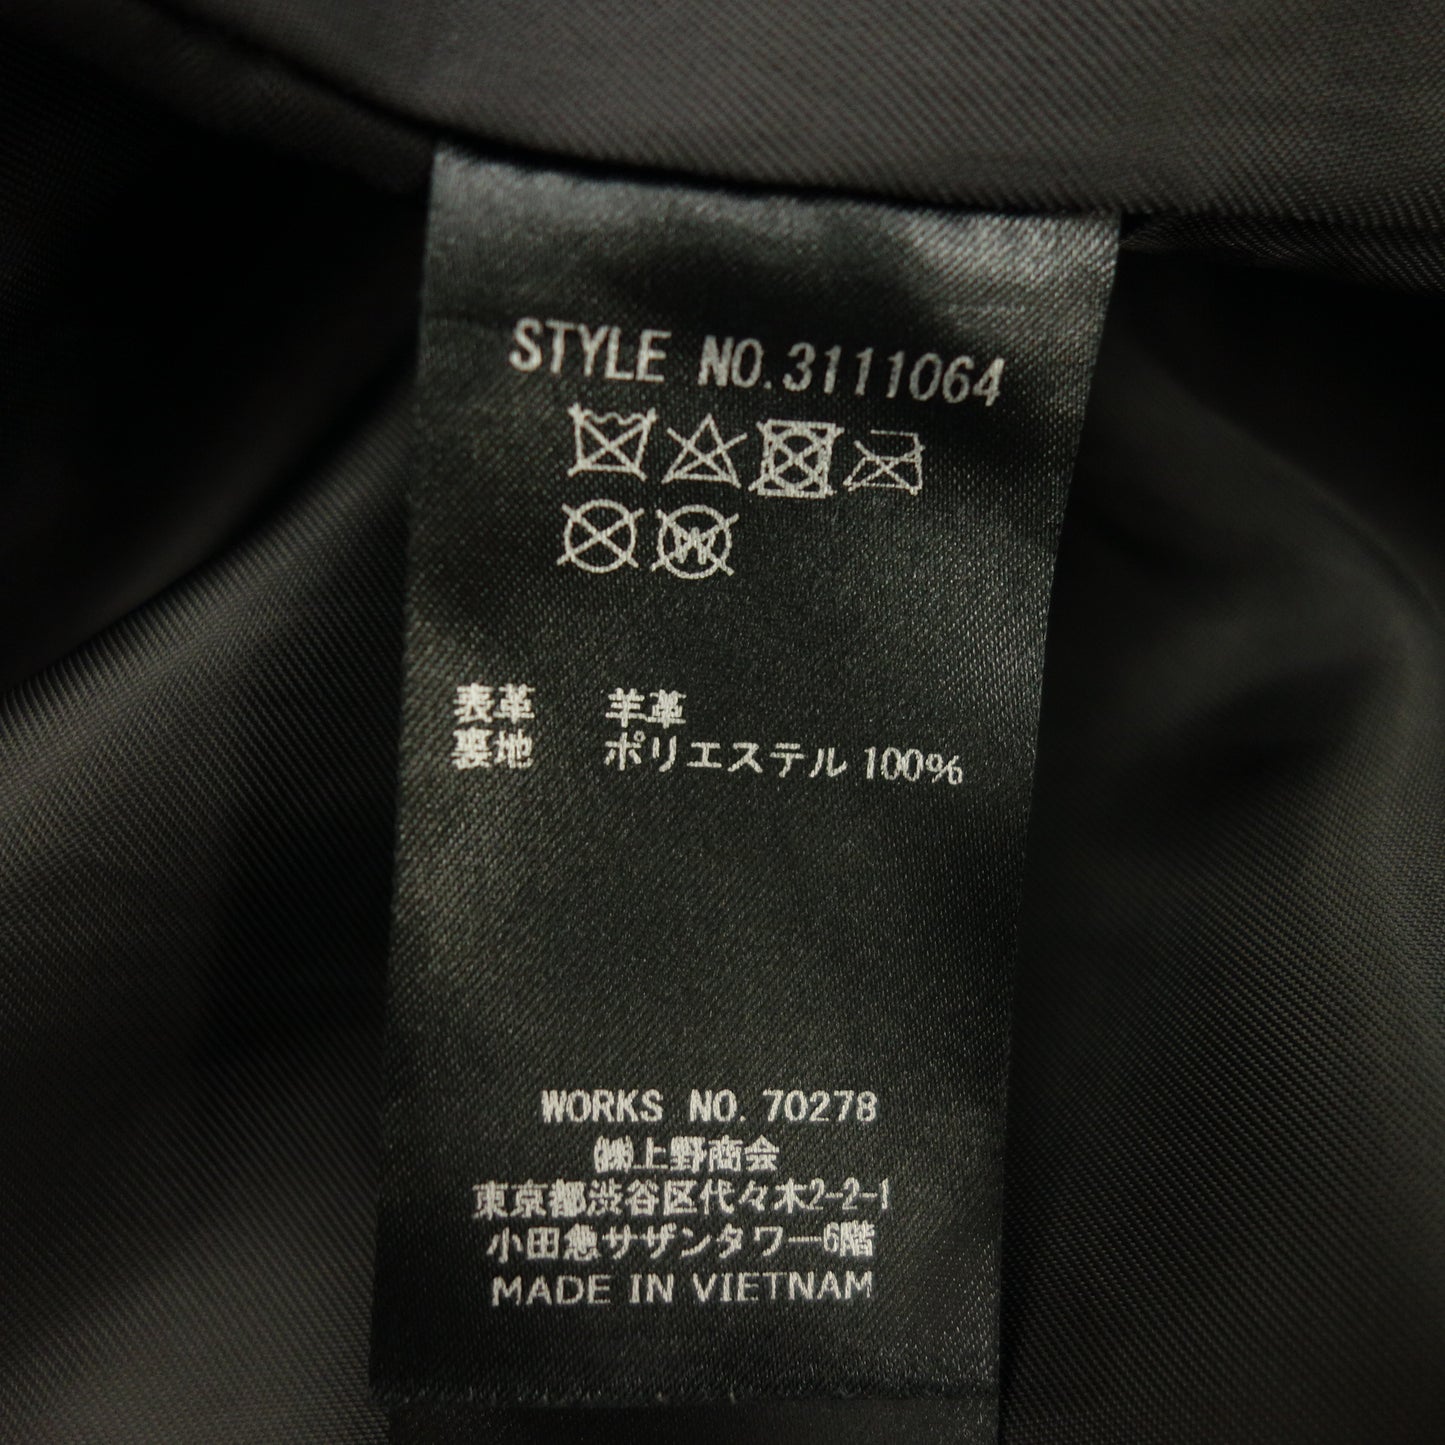 STYLE NO.3111064
表革 羊革
裏地 ポリエステル 100%
WORKS NO. 70278
㈱上野商会
東京都渋谷区代々木2-2-1
小田急サザンタワー6階
MADE IN VIETNAM